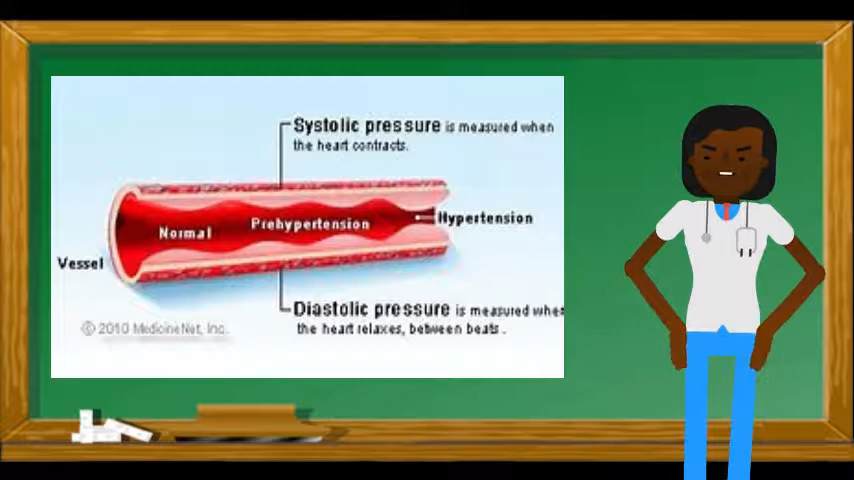 Systolic pressure is measured when
the heart contracts.
Normal
Prehypertension
Hypertension
Vessel
Diastolic pressure is measured whe
the heart relaxes, between beats.
© 2010 MedicineNet, Inc.